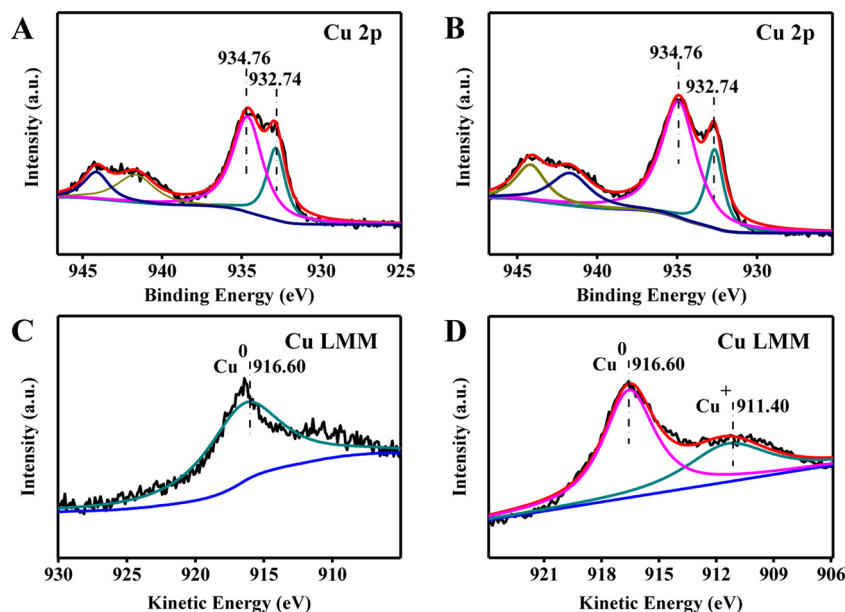 A
Cu 2p
934.76
932.74
Intensity (a.u.)
945 940 935 930 925
Binding Energy (eV)
B
Cu 2p
934.76
932.74
Intensity (a.u.)
945 940 935 930
Binding Energy (eV)
C
Cu LMM
Cu⁰ 916.60
Intensity (a.u.)
930 925 920 915 910
Kinetic Energy (eV)
D
Cu LMM
Cu⁰ 916.60
Cu⁺ 911.40
Intensity (a.u.)
921 918 915 912 909 906
Kinetic Energy (eV)